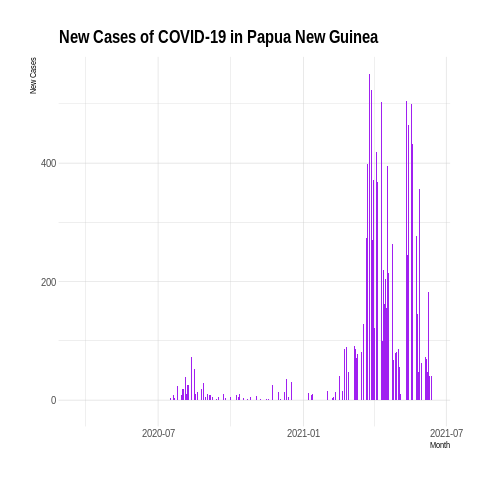 New Cases of COVID-19 in Papua New Guinea
New Cases
400
200
0
2020-07
2021-01
2021-07
Month